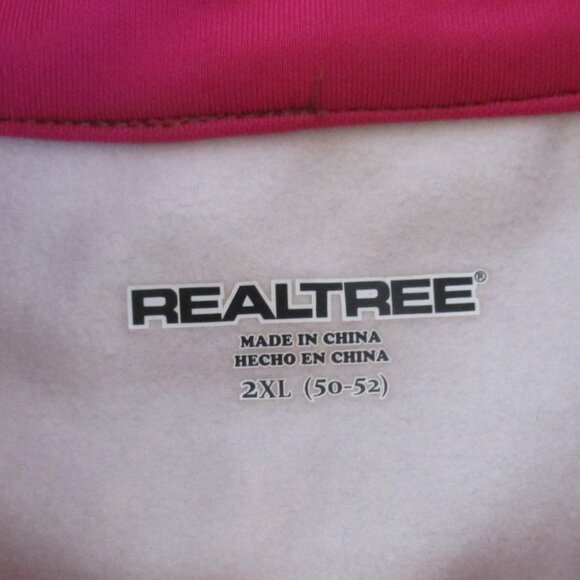 REALTREE®
MADE IN CHINA
HECHO EN CHINA
2XL (50-52)